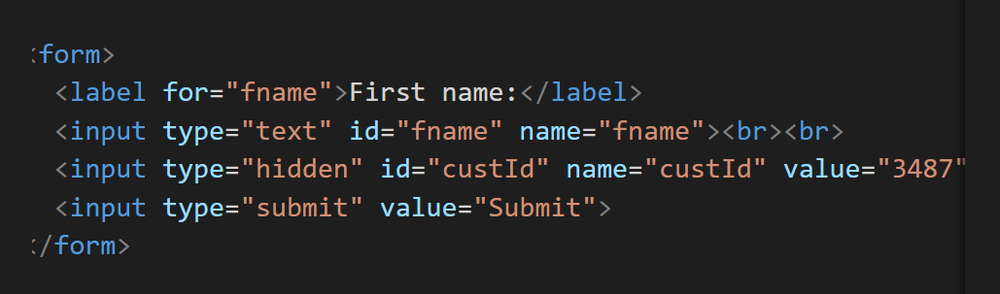 <form>
<label for="fname">First name:</label>
<input type="text" id="fname" name="fname"><br><br>
<input type="hidden" id="custId" name="custId" value="3487"
<input type="submit" value="Submit">
</form>